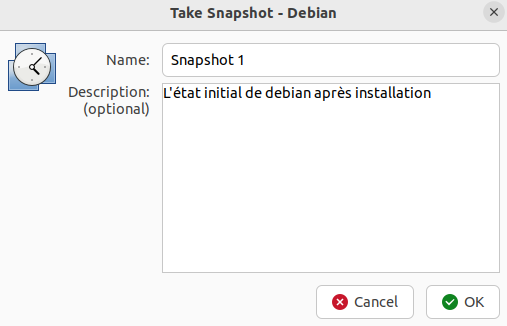 Take Snapshot - Debian
Name: Snapshot 1
Description: L'état initial de debian après installation
(optional)
Cancel OK